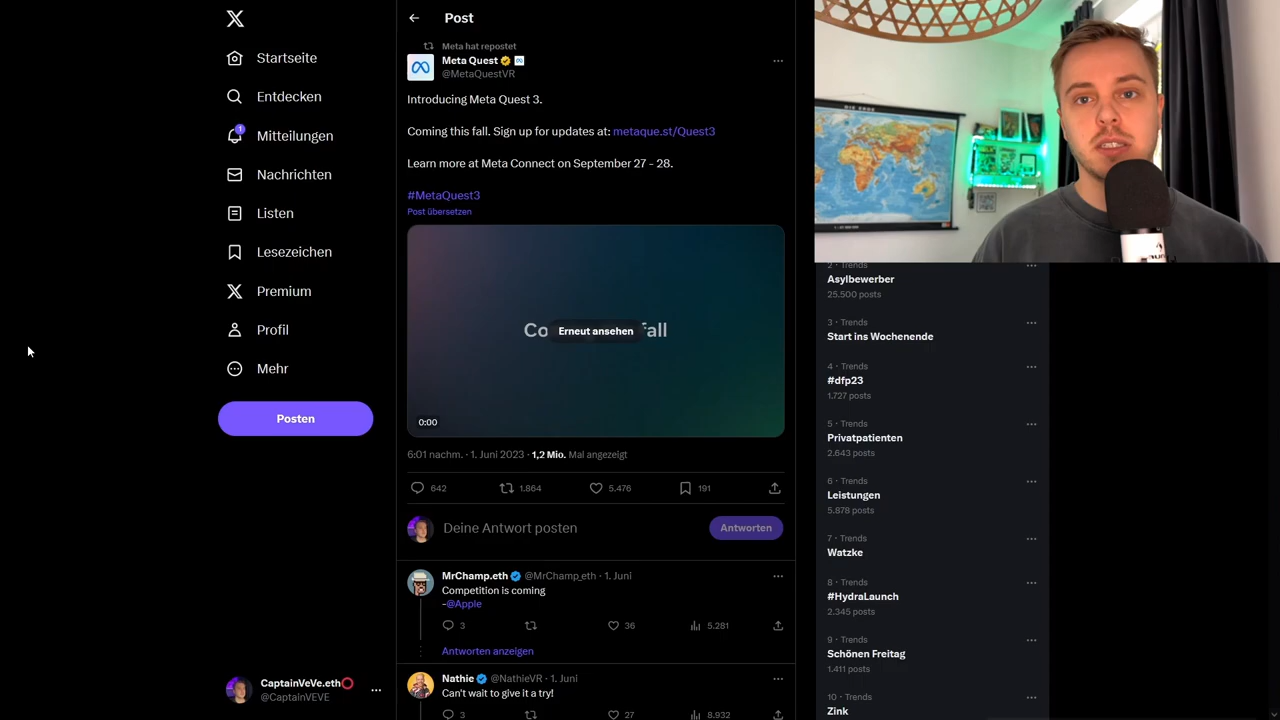 Startseite
Entdecken
1
Mitteilungen
Nachrichten
Listen
Lesezeichen
Premium
Profil
Mehr
Posten
CaptainVeVe.eth
@CaptainVEVE
Post
Meta hat repostet
Meta Quest
@MetaQuestVR
Introducing Meta Quest 3.
Coming this fall. Sign up for updates at: metaque.st/Quest3
Learn more at Meta Connect on September 27 - 28.
#MetaQuest3
Post übersetzen
Erneut ansehen
0:00
6:01 nachm. · 1. Juni 2023 · 1,2 Mio. Mal angezeigt
642 1.864 5.476 191
Deine Antwort posten
Antworten
MrChamp.eth @MrChamp_eth · 1. Juni
Competition is coming
-@Apple
3 36 5.281
Antworten anzeigen
Nathie @NathieVR · 1. Juni
Can't wait to give it a try!
3 27 8.932
DIE ERDE
2 · Trends
Asylbewerber
25.500 posts
3 · Trends
Start ins Wochenende
4 · Trends
#dfp23
1.727 posts
5 · Trends
Privatpatienten
2.643 posts
6 · Trends
Leistungen
5.878 posts
7 · Trends
Watzke
8 · Trends
#HydraLaunch
2.345 posts
9 · Trends
Schönen Freitag
1.411 posts
10 · Trends
Zink